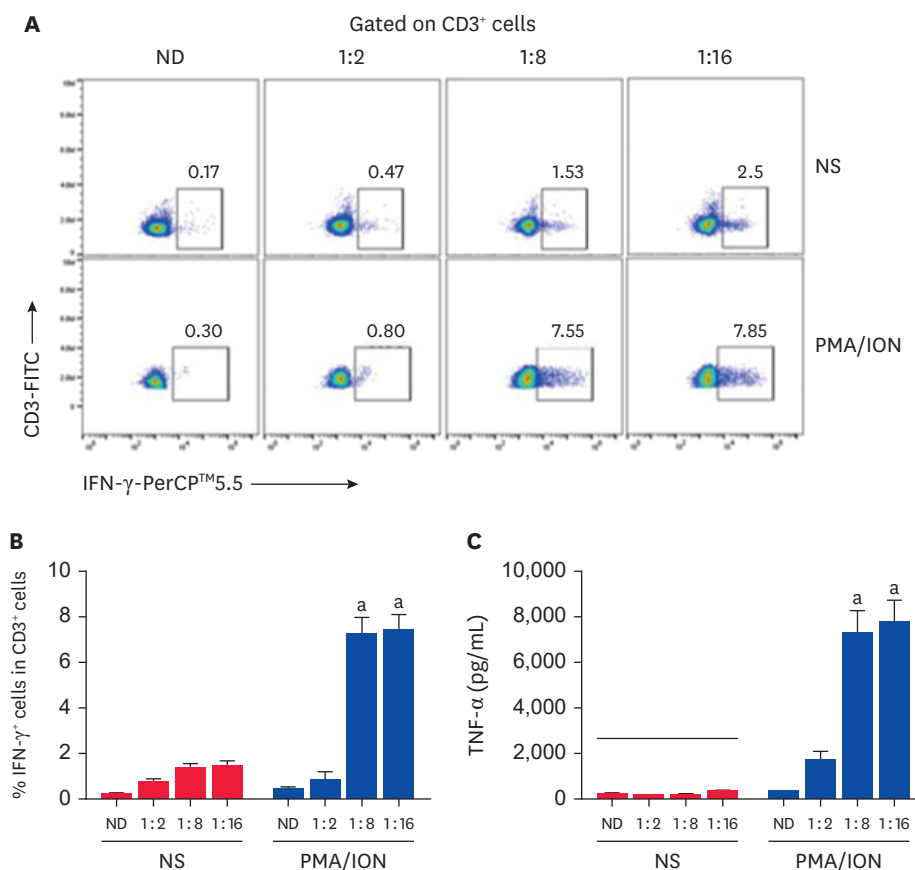 A
Gated on CD3⁺ cells
ND 1:2 1:8 1:16
0.17 0.47 1.53 2.5
NS
0.30 0.80 7.55 7.85
PMA/ION
CD3-FITC
IFN-γ-PerCP™5.5
B
% IFN-γ⁺ cells in CD3⁺ cells
10
8
6
4
2
0
a a
ND 1:2 1:8 1:16 ND 1:2 1:8 1:16
NS PMA/ION
C
TNF-α (pg/mL)
10,000
8,000
6,000
4,000
2,000
0
a a
ND 1:2 1:8 1:16 ND 1:2 1:8 1:16
NS PMA/ION